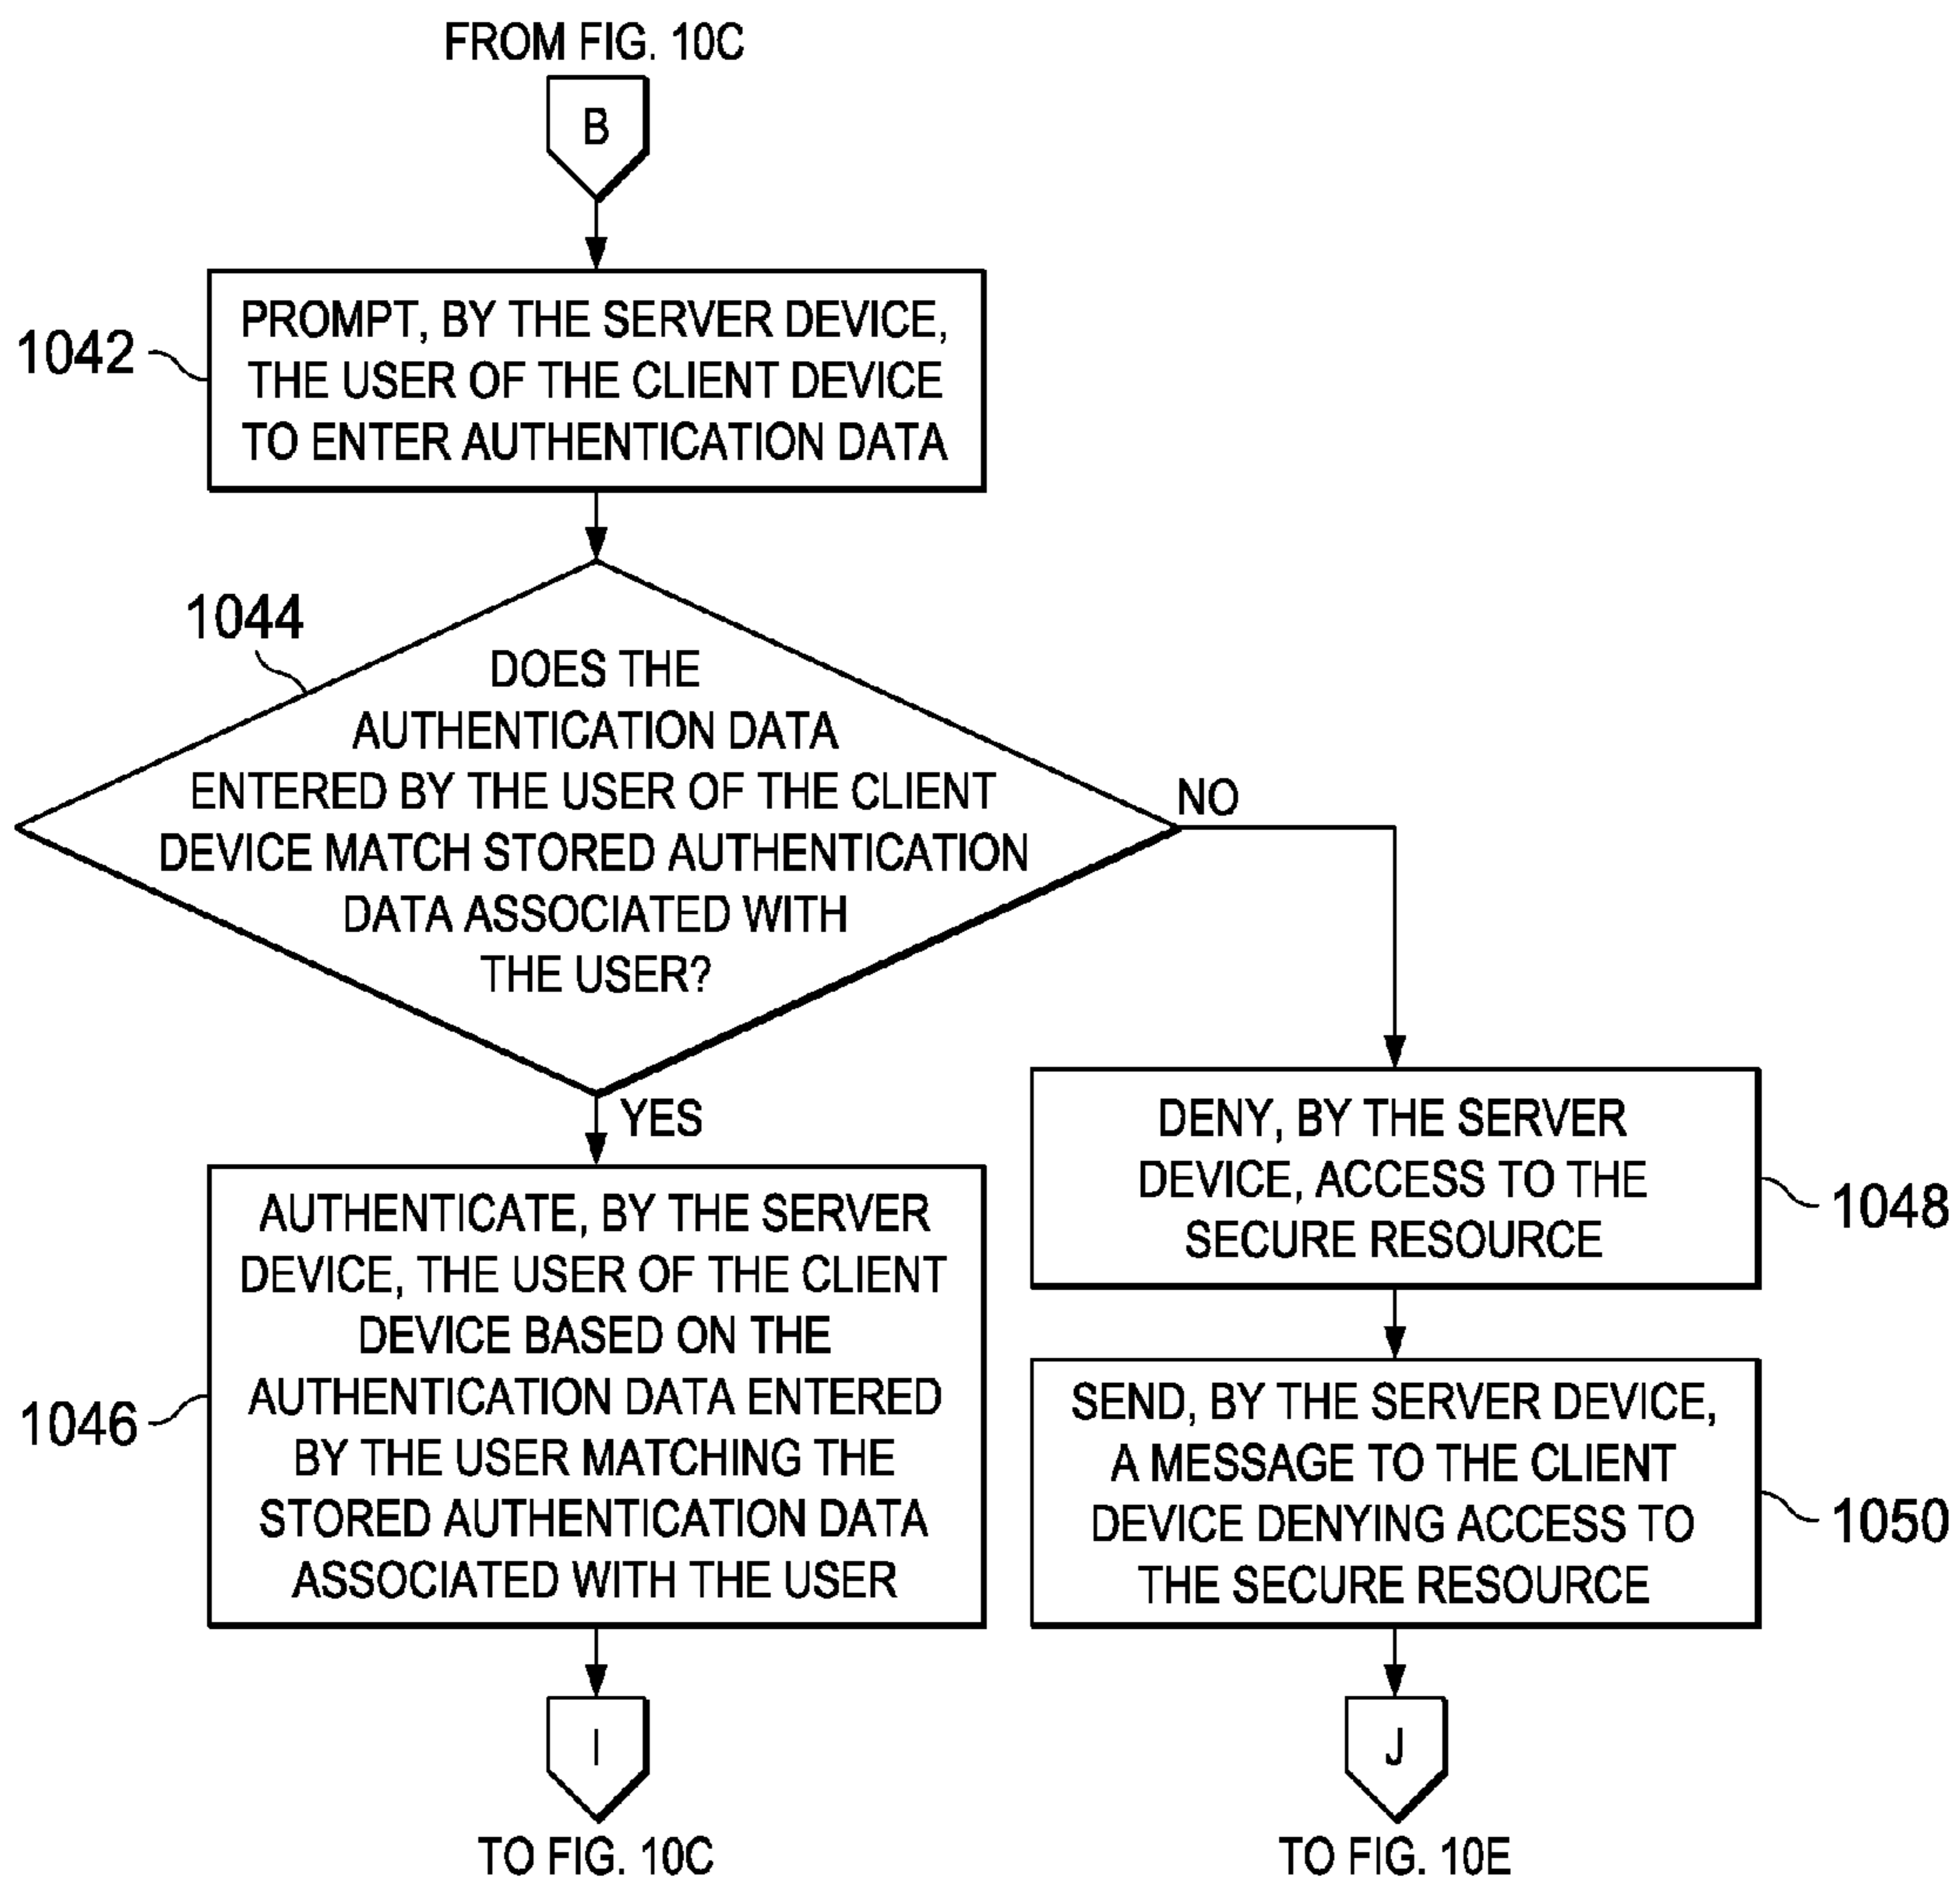 FROM FIG. 10C
B
1042
PROMPT, BY THE SERVER DEVICE,
THE USER OF THE CLIENT DEVICE
TO ENTER AUTHENTICATION DATA
1044
DOES THE
AUTHENTICATION DATA
ENTERED BY THE USER OF THE CLIENT
DEVICE MATCH STORED AUTHENTICATION
DATA ASSOCIATED WITH
THE USER?
NO
YES
AUTHENTICATE, BY THE SERVER
DEVICE, THE USER OF THE CLIENT
DEVICE BASED ON THE
AUTHENTICATION DATA ENTERED
BY THE USER MATCHING THE
STORED AUTHENTICATION DATA
ASSOCIATED WITH THE USER
1046
I
TO FIG. 10C
DENY, BY THE SERVER
DEVICE, ACCESS TO THE
SECURE RESOURCE
1048
SEND, BY THE SERVER DEVICE,
A MESSAGE TO THE CLIENT
DEVICE DENYING ACCESS TO
THE SECURE RESOURCE
1050
J
TO FIG. 10E